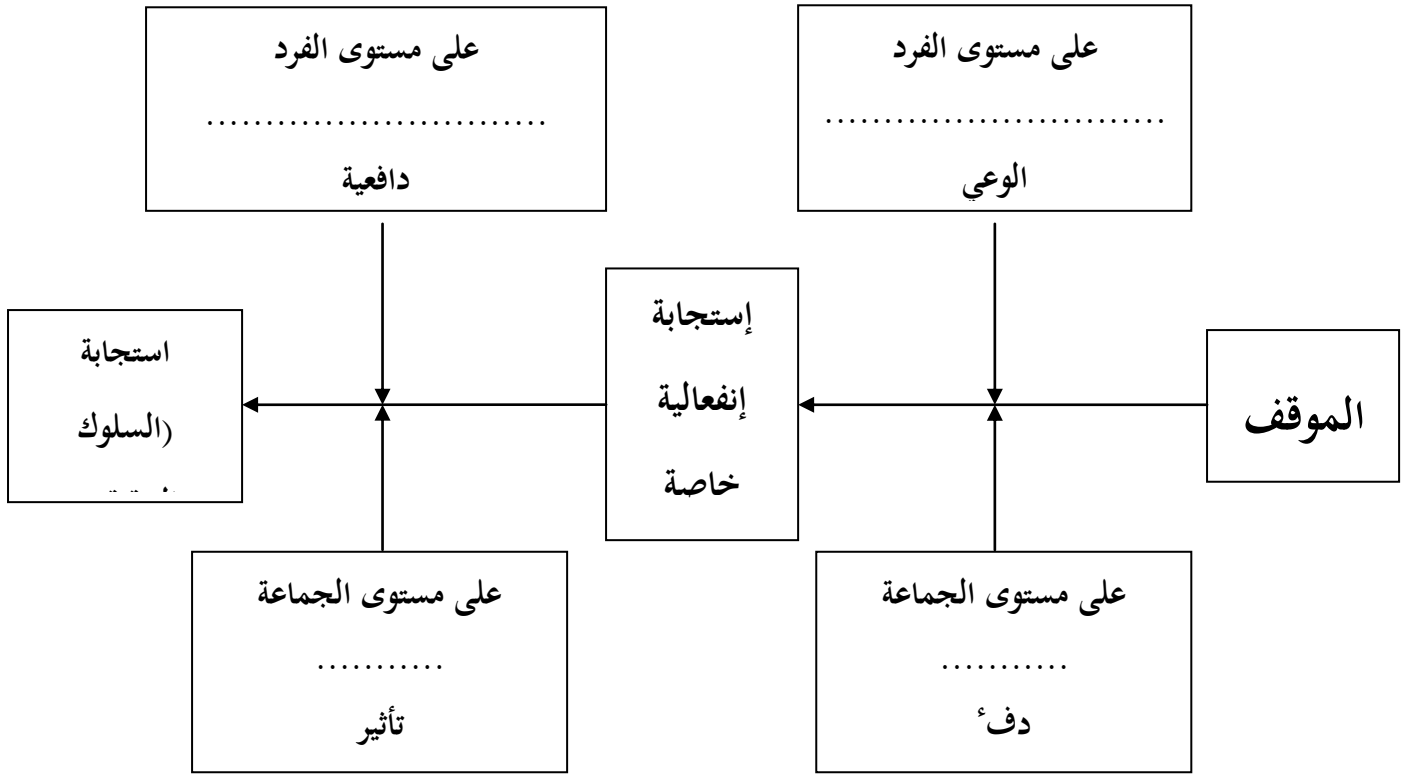 على مستوى الفرد
.............................
الوعي
على مستوى الفرد
.............................
دافعية
الموقف
إستجابة
إنفعالية
خاصة
استجابة
(السلوك
على مستوى الجماعة
...........
دفء
على مستوى الجماعة
...........
تأثير